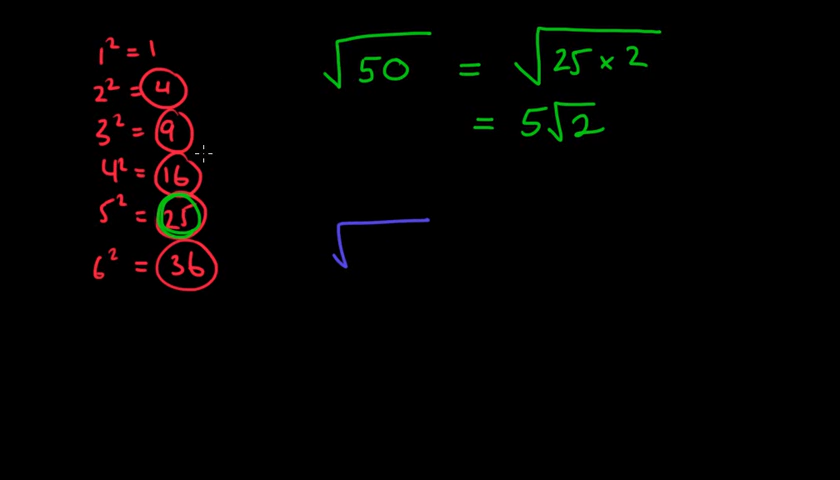 1² = 1
2² = 4
3² = 9
4² = 16
5² = 25
6² = 36
√50 = √25 × 2
= 5√2
√